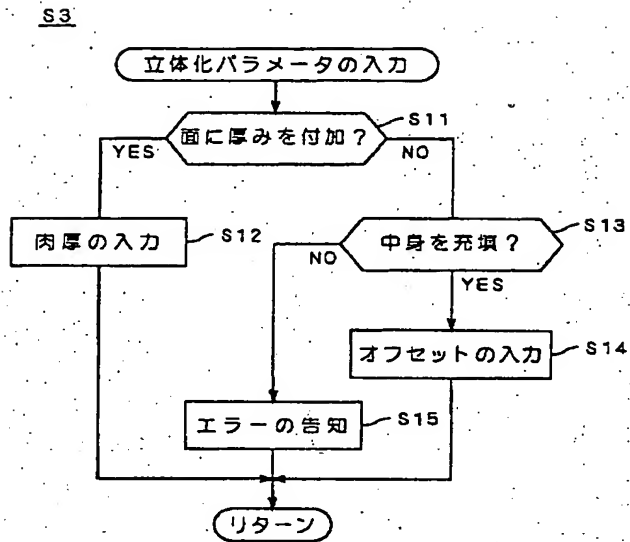 S3
立体化パラメータの入力
面に厚みを付加?
S11
YES
NO
肉厚の入力
S12
中身を充填?
S13
NO
YES
オフセットの入力
S14
エラーの告知
S15
リターン